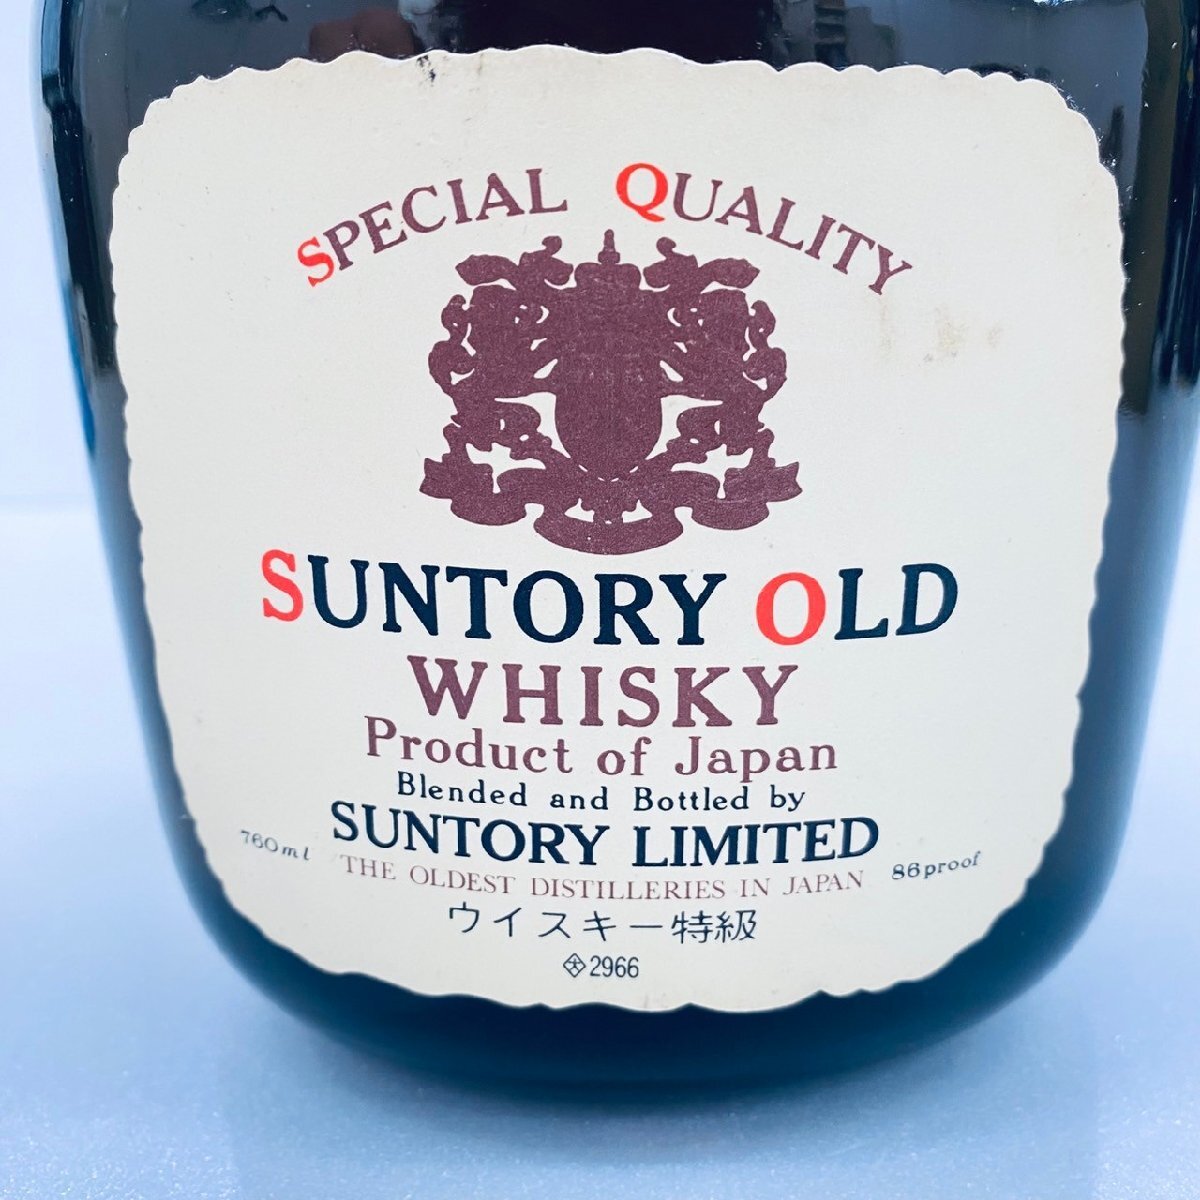 SPECIAL QUALITY
SUNTORY OLD
WHISKY
Product of Japan
Blended and Bottled by
SUNTORY LIMITED
760ml
THE OLDEST DISTILLERIES IN JAPAN
86proof
ウイスキー特級
2966